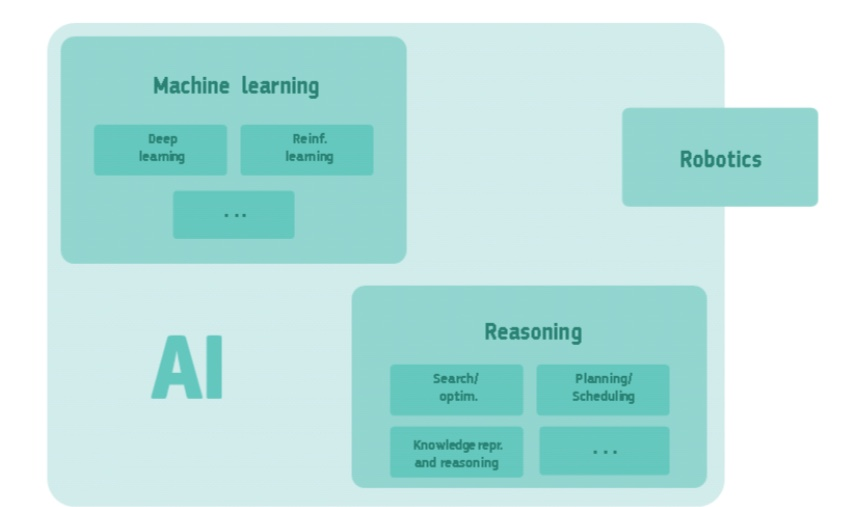 Machine learning
Deep
learning
Reinf.
learning
...
Robotics
AI
Reasoning
Search/
optim.
Planning/
Scheduling
Knowledge repr.
and reasoning
...